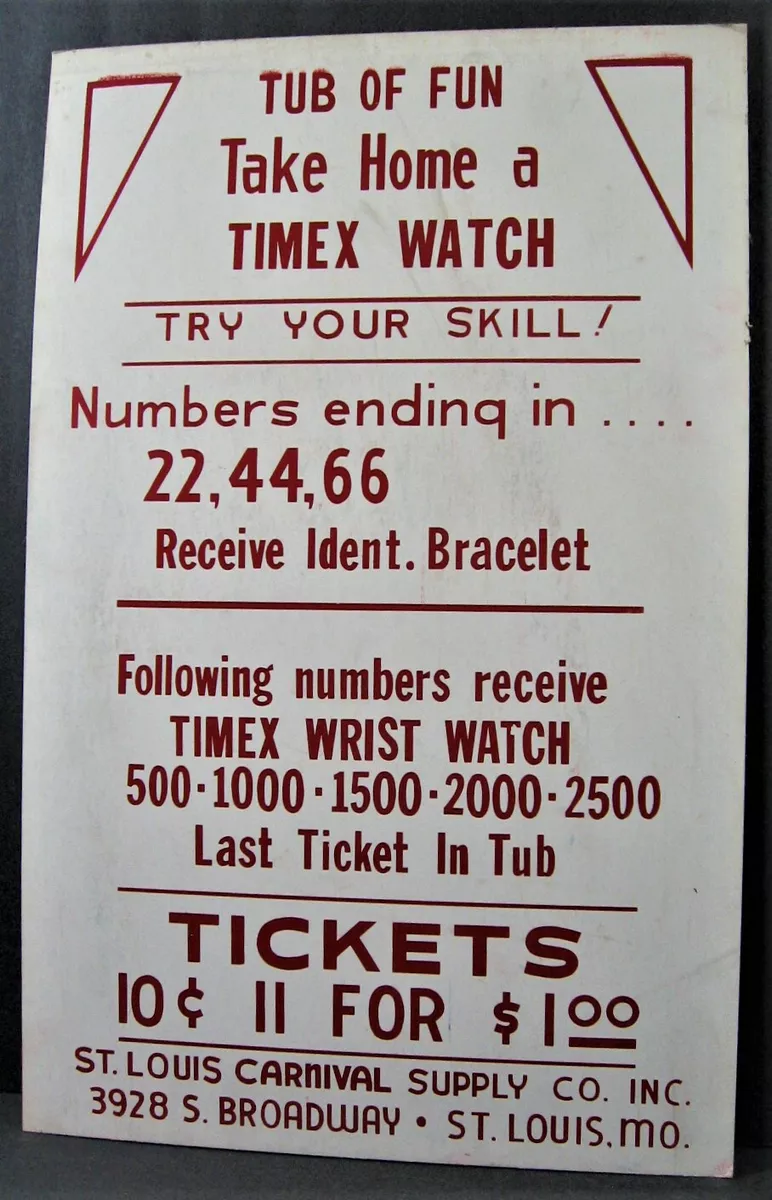 TUB OF FUN
Take Home a
TIMEX WATCH
TRY YOUR SKILL!
Numbers ending in ....
22,44,66
Receive Ident. Bracelet
Following numbers receive
TIMEX WRIST WATCH
500·1000·1500·2000·2500
Last Ticket In Tub
TICKETS
10¢ 11 FOR $1.00
ST. LOUIS CARNIVAL SUPPLY CO. INC.
3928 S. BROADWAY • ST. LOUIS, MO.